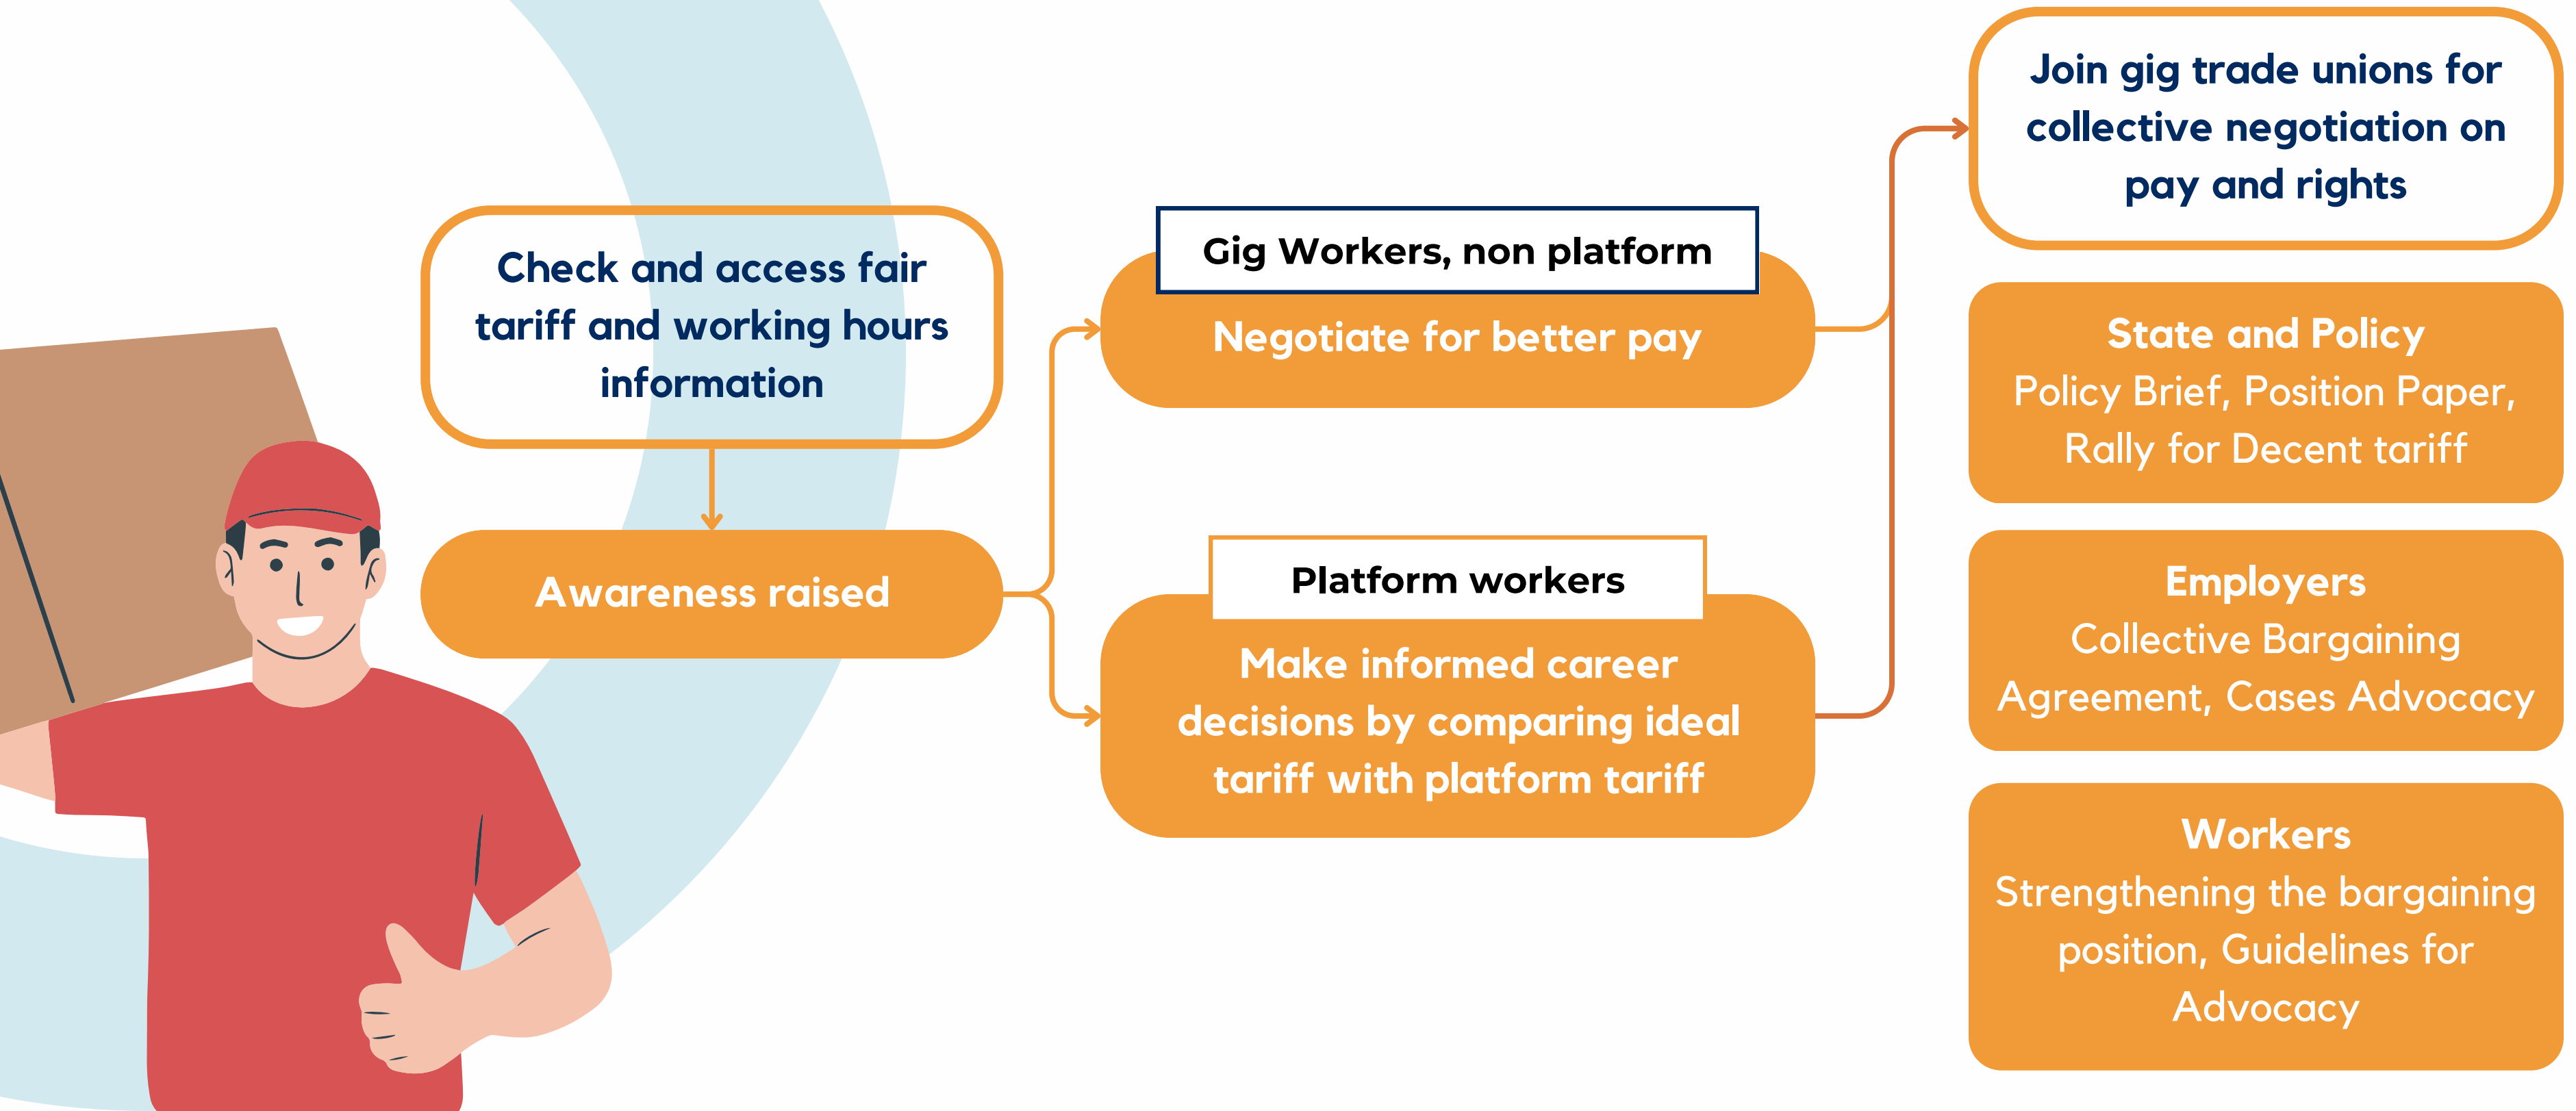 Check and access fair
tariff and working hours
information
Awareness raised
Gig Workers, non platform
Negotiate for better pay
Platform workers
Make informed career
decisions by comparing ideal
tariff with platform tariff
Join gig trade unions for
collective negotiation on
pay and rights
State and Policy
Policy Brief, Position Paper,
Rally for Decent tariff
Employers
Collective Bargaining
Agreement, Cases Advocacy
Workers
Strengthening the bargaining
position, Guidelines for
Advocacy